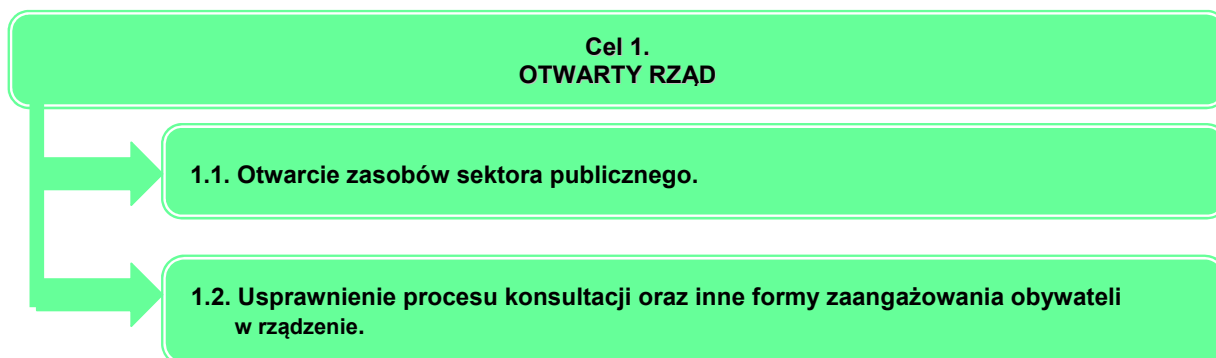 Cel 1.
OTWARTY RZĄD
1.1. Otwarcie zasobów sektora publicznego.
1.2. Usprawnienie procesu konsultacji oraz inne formy zaangażowania obywateli
w rządzenie.